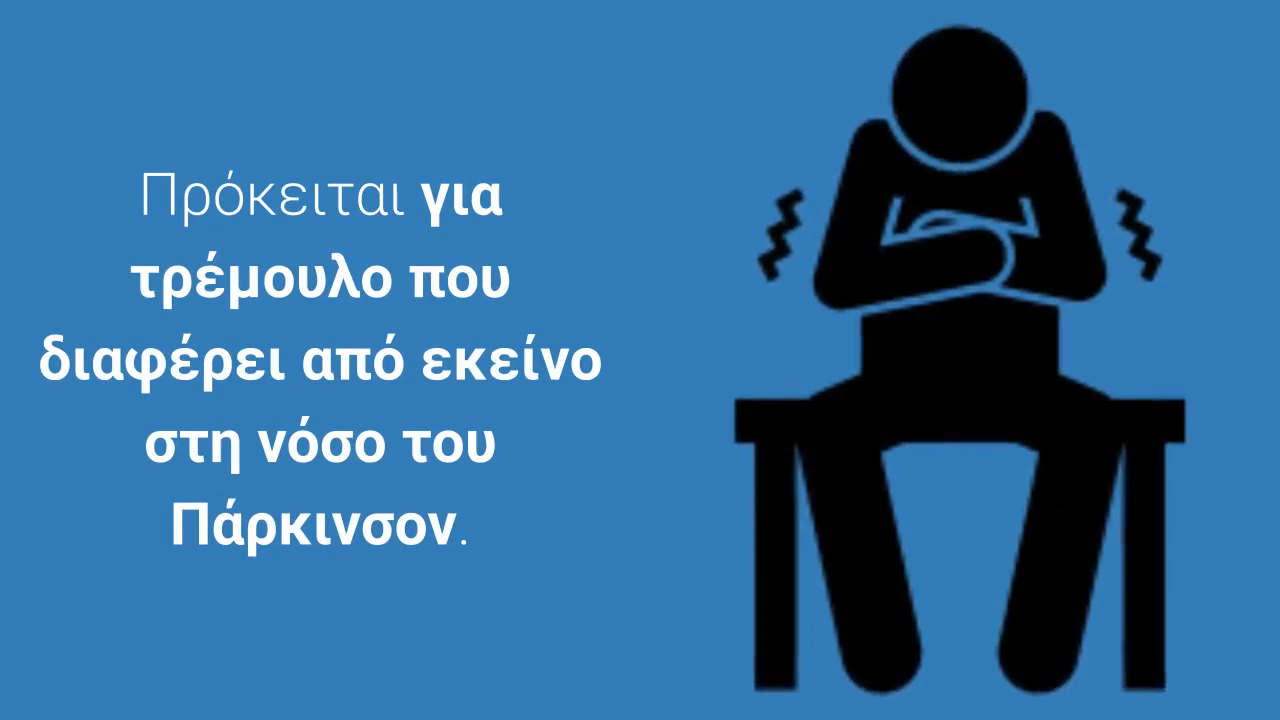 Πρόκειται για
τρέμουλο που
διαφέρει από εκείνο
στη νόσο του
Πάρκινσον.